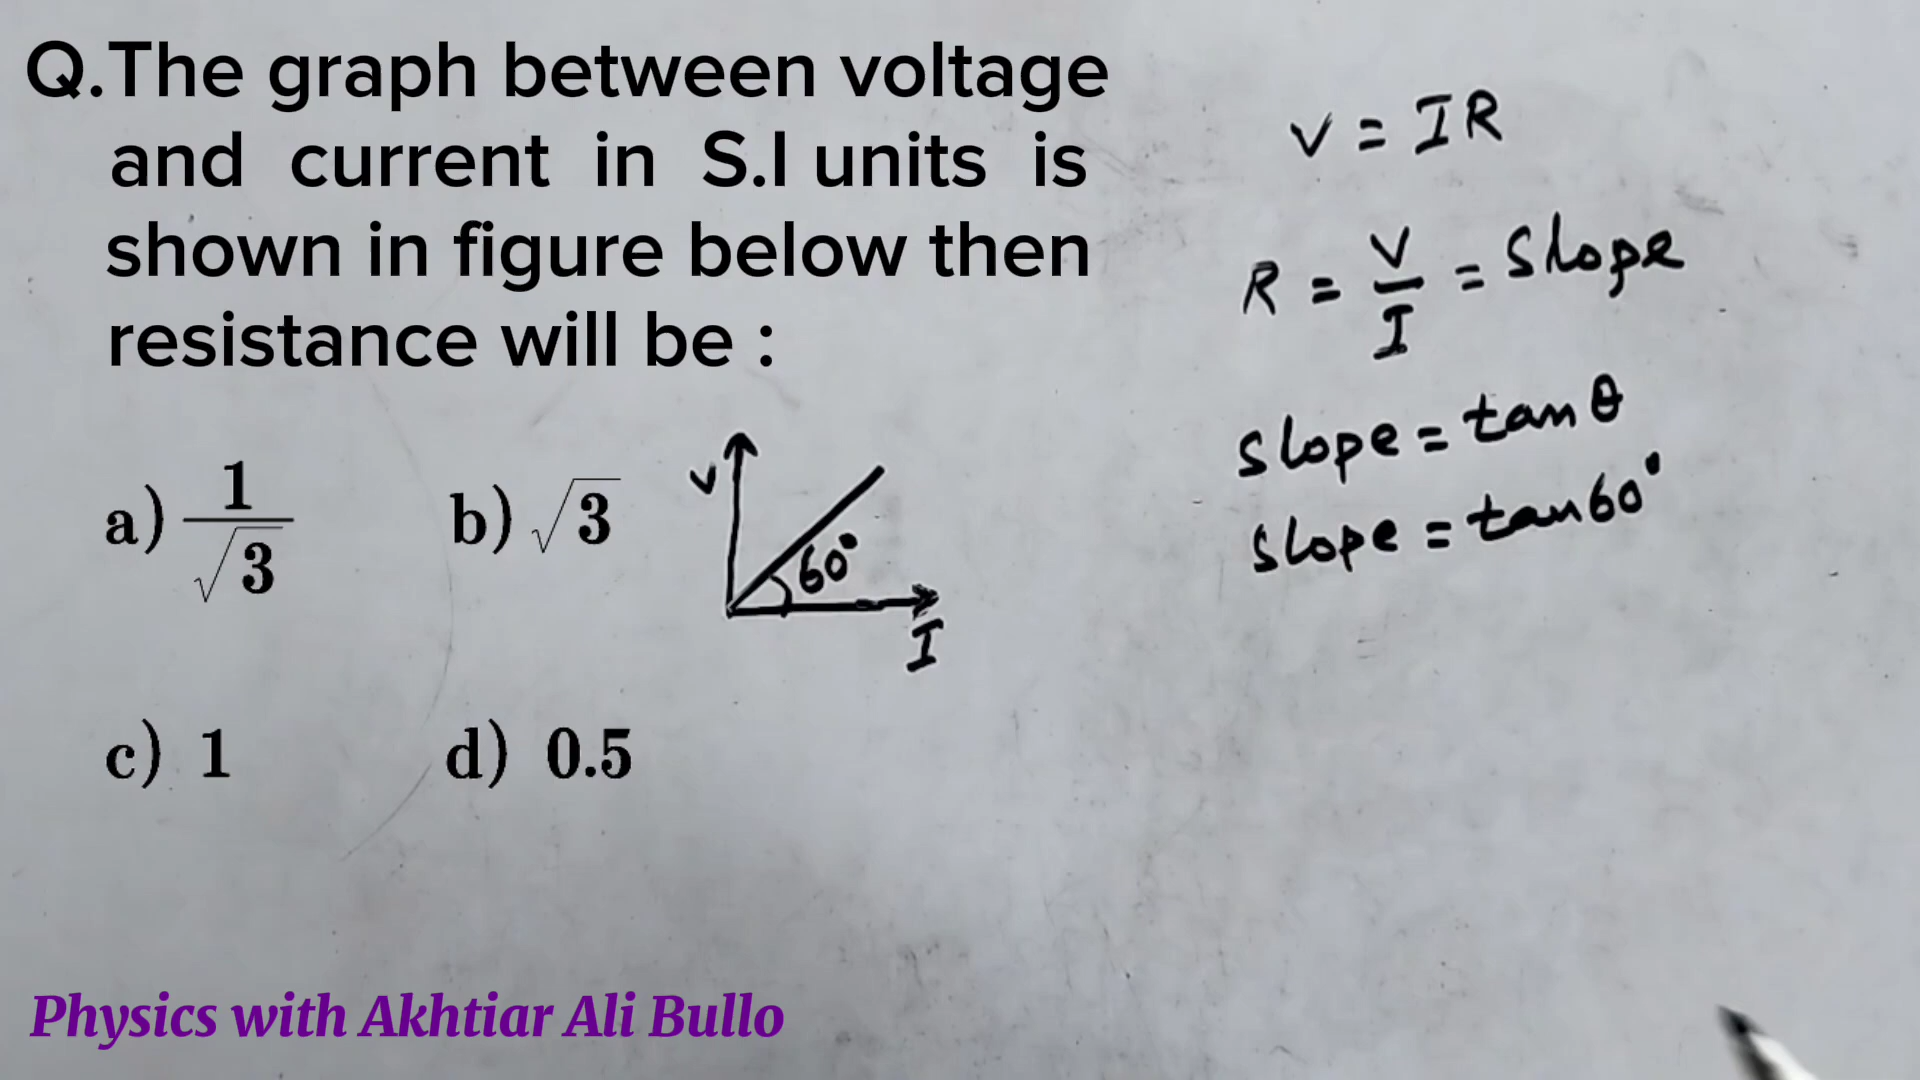 Q.The graph between voltage
and current in S.I units is
shown in figure below then
resistance will be :
a) 1/√3 b) √3
c) 1 d) 0.5
V
60°
I
V = IR
R = V/I = Slope
slope = tan θ
slope = tan 60°
Physics with Akhtiar Ali Bullo